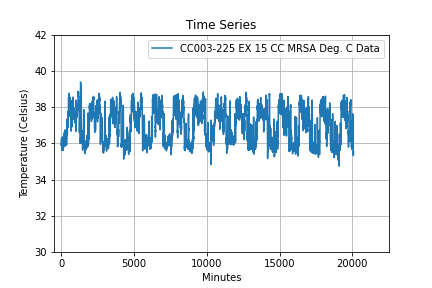 Time Series
CC003-225 EX 15 CC MRSA Deg. C Data
42
40
38
36
34
32
30
Temperature (Celsius)
0 5000 10000 15000 20000
Minutes